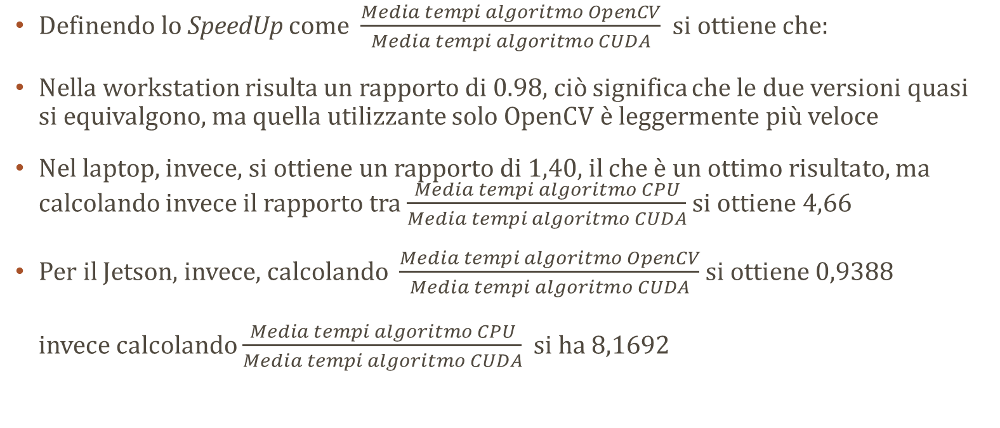 • Definendo lo SpeedUp come \frac{Media tempi algoritmo OpenCV}{Media tempi algoritmo CUDA} si ottiene che:
• Nella workstation risulta un rapporto di 0.98, ciò significa che le due versioni quasi
si equivalgono, ma quella utilizzante solo OpenCV è leggermente più veloce
• Nel laptop, invece, si ottiene un rapporto di 1,40, il che è un ottimo risultato, ma
calcolando invece il rapporto tra \frac{Media tempi algoritmo CPU}{Media tempi algoritmo CUDA} si ottiene 4,66
• Per il Jetson, invece, calcolando \frac{Media tempi algoritmo OpenCV}{Media tempi algoritmo CUDA} si ottiene 0,9388
invece calcolando \frac{Media tempi algoritmo CPU}{Media tempi algoritmo CUDA} si ha 8,1692